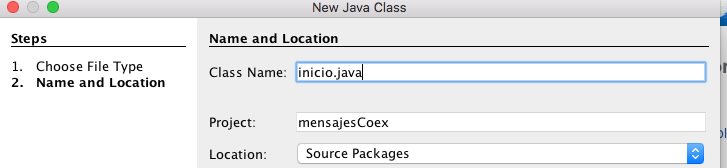 New Java Class
Steps
1. Choose File Type
2. Name and Location
Name and Location
Class Name: inicio.java
Project: mensajesCoex
Location: Source Packages